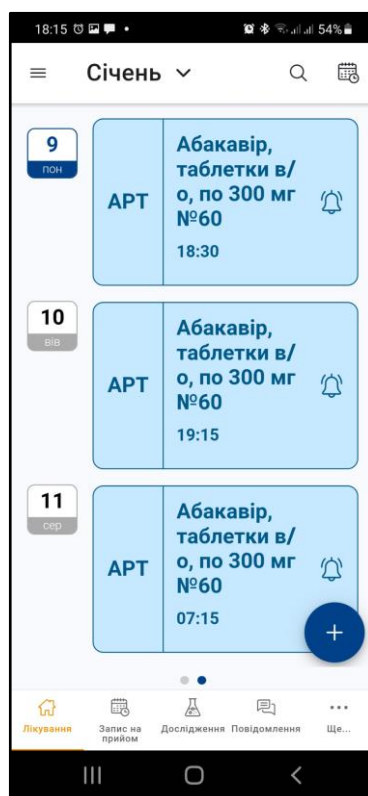 18:15
54%
Січень
9
пон
АРТ
Абакавір,
таблетки в/
о, по 300 мг
№60
18:30
10
вів
АРТ
Абакавір,
таблетки в/
о, по 300 мг
№60
19:15
11
сер
АРТ
Абакавір,
таблетки в/
о, по 300 мг
№60
07:15
+
Лікування
Запис на
прийом
Дослідження
Повідомлення
Ще...